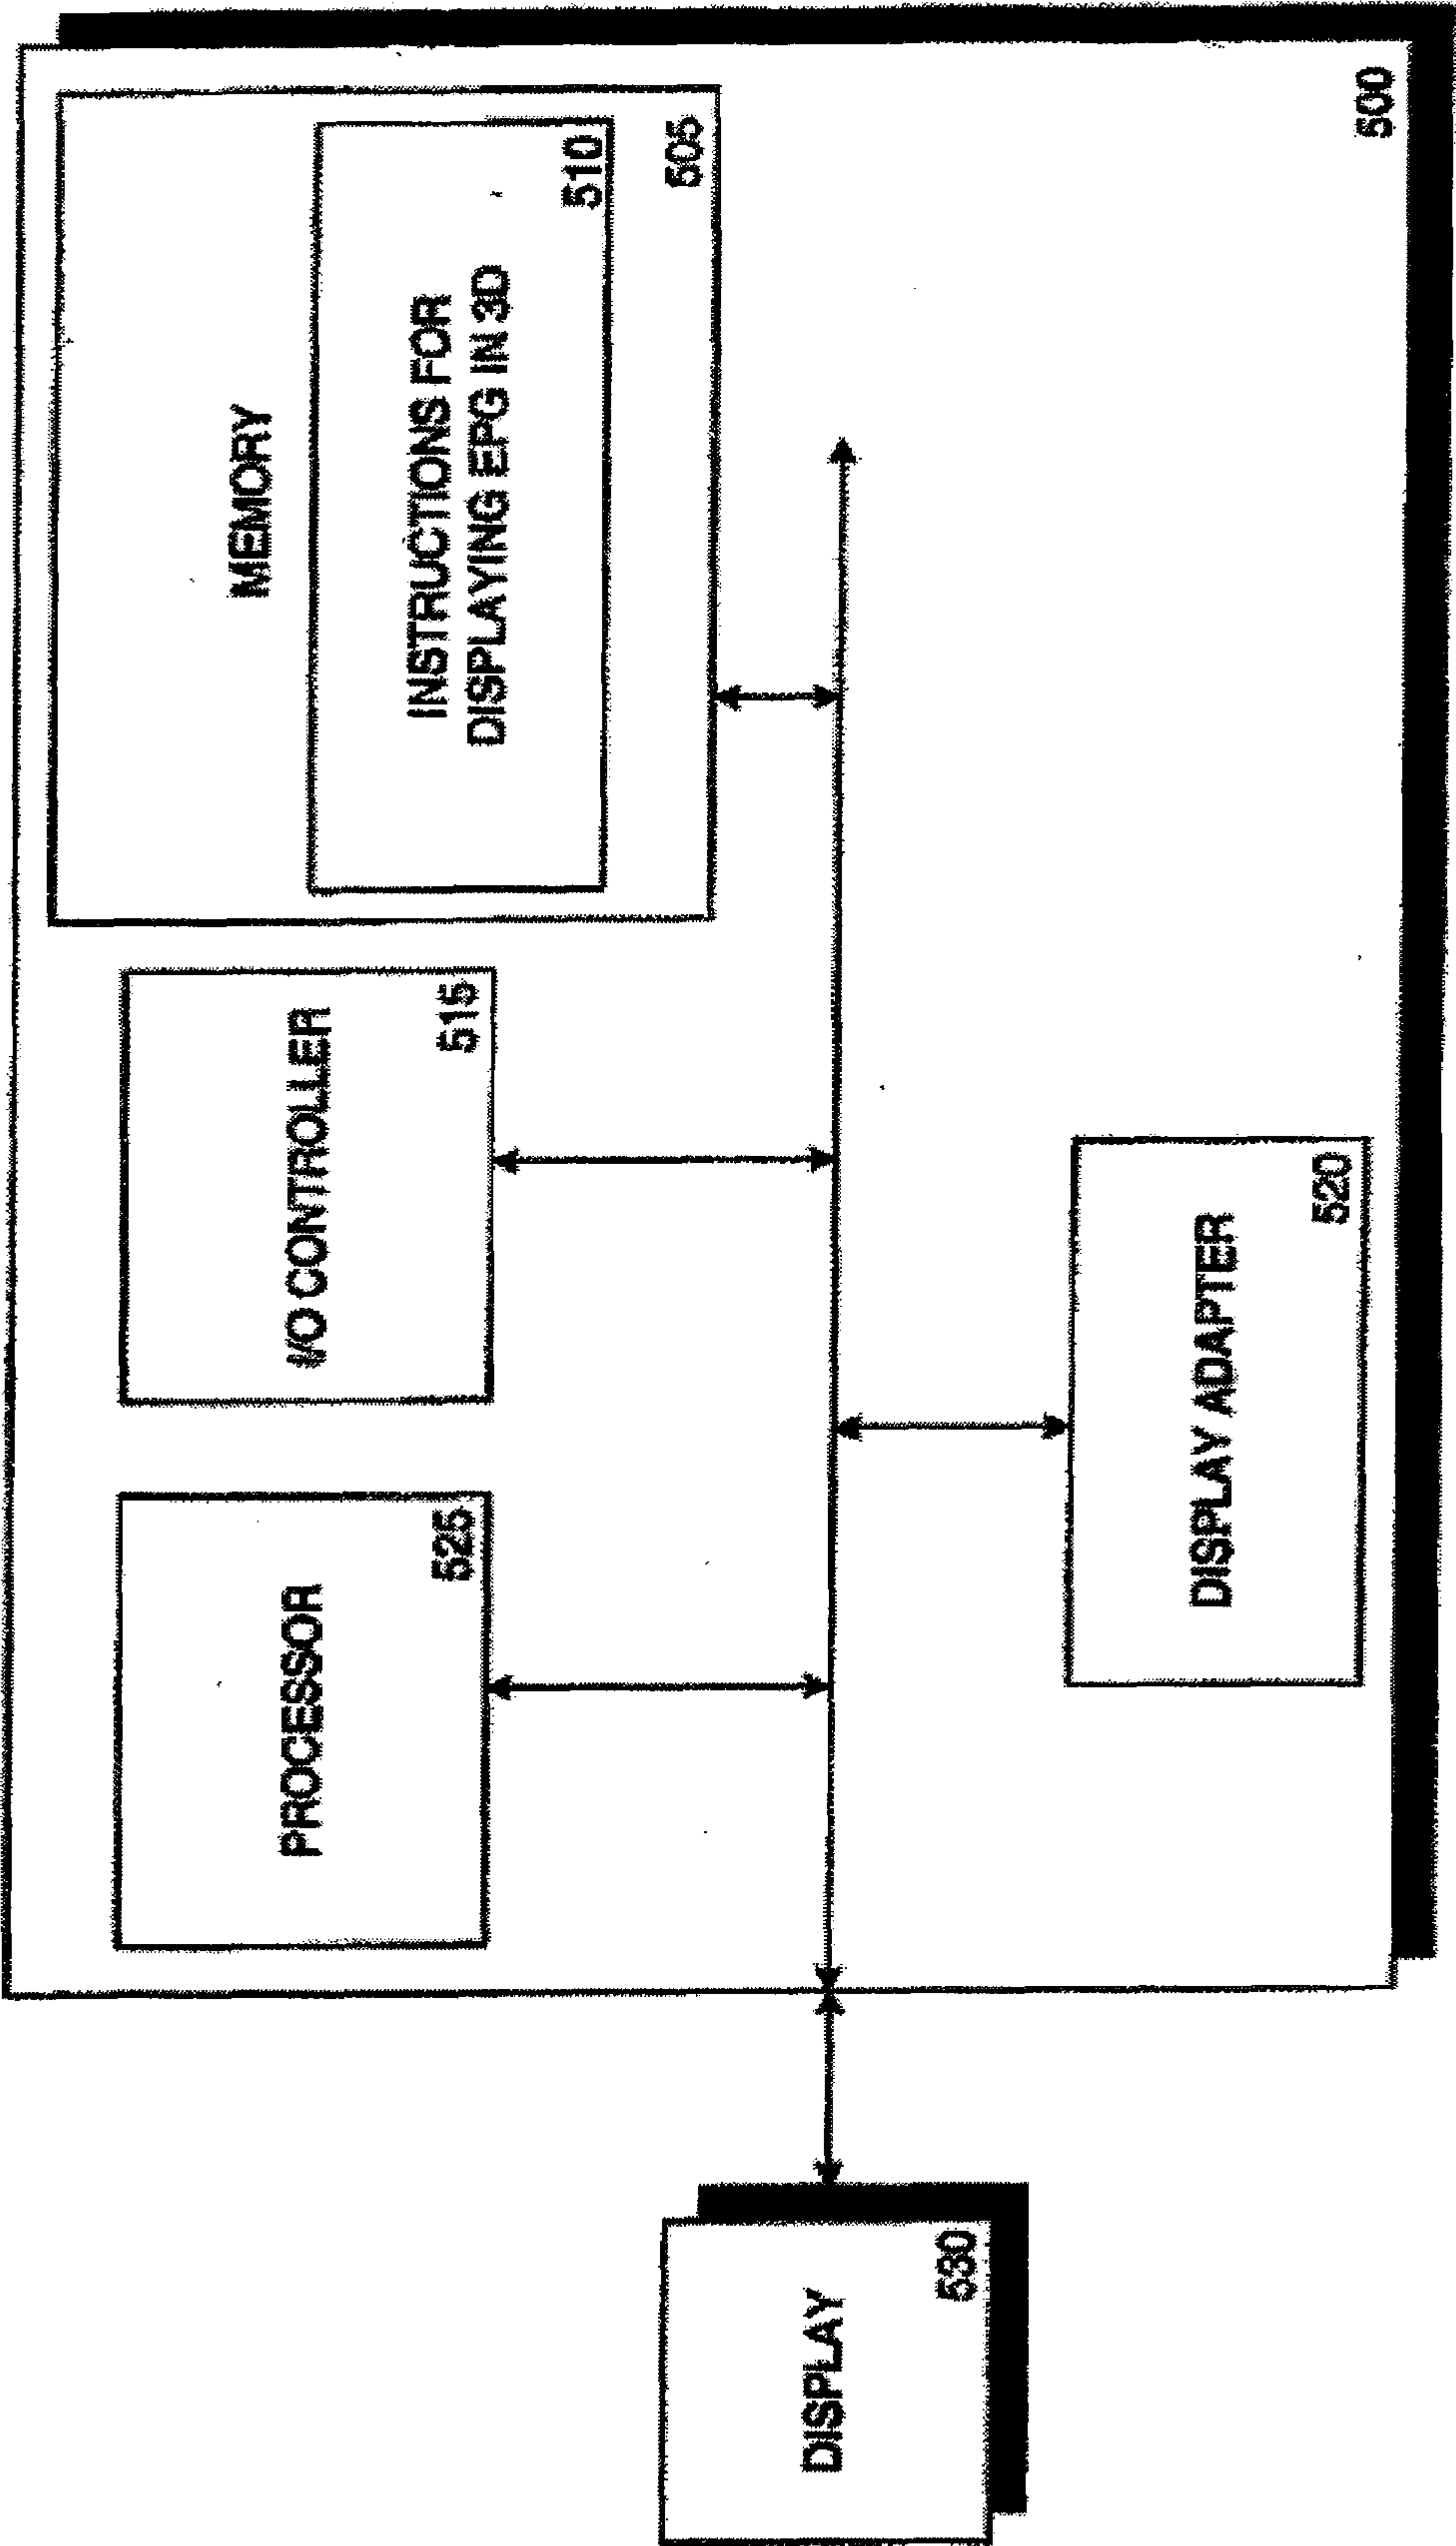 PROCESSOR
525
I/O CONTROLLER
515
MEMORY
INSTRUCTIONS FOR
DISPLAYING EPG IN 3D
510
505
DISPLAY
530
DISPLAY ADAPTER
520
500